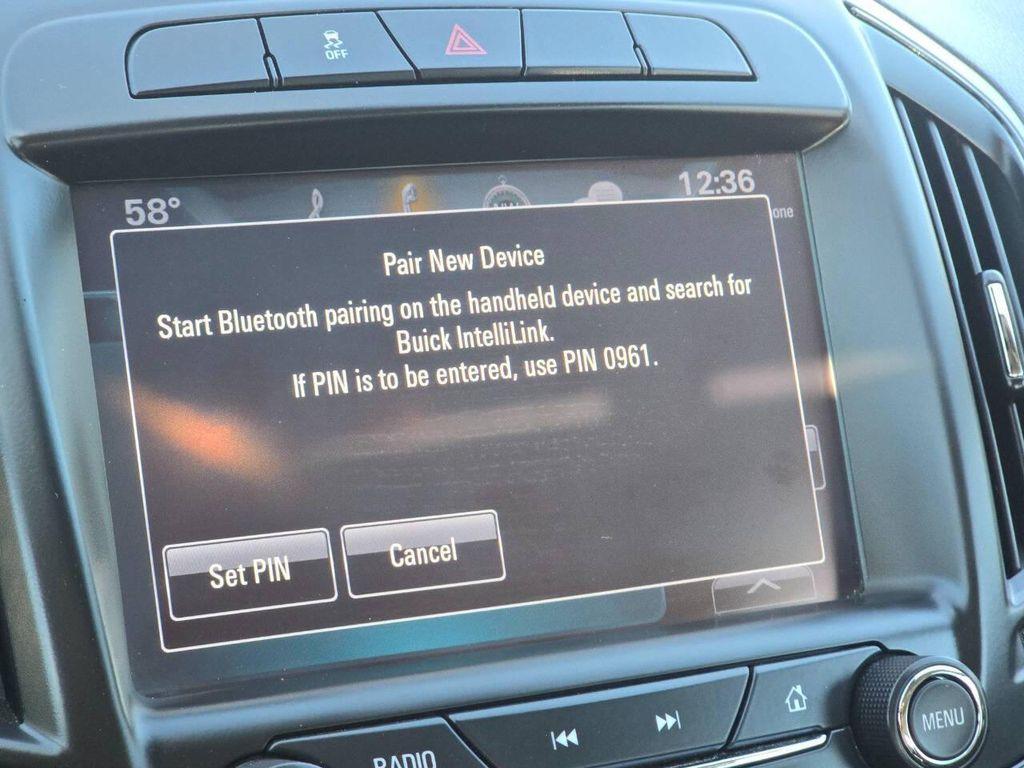 OFF
58°
12:36
one
Pair New Device
Start Bluetooth pairing on the handheld device and search for
Buick IntelliLink.
If PIN is to be entered, use PIN 0961.
Set PIN
Cancel
RADIO
MENU